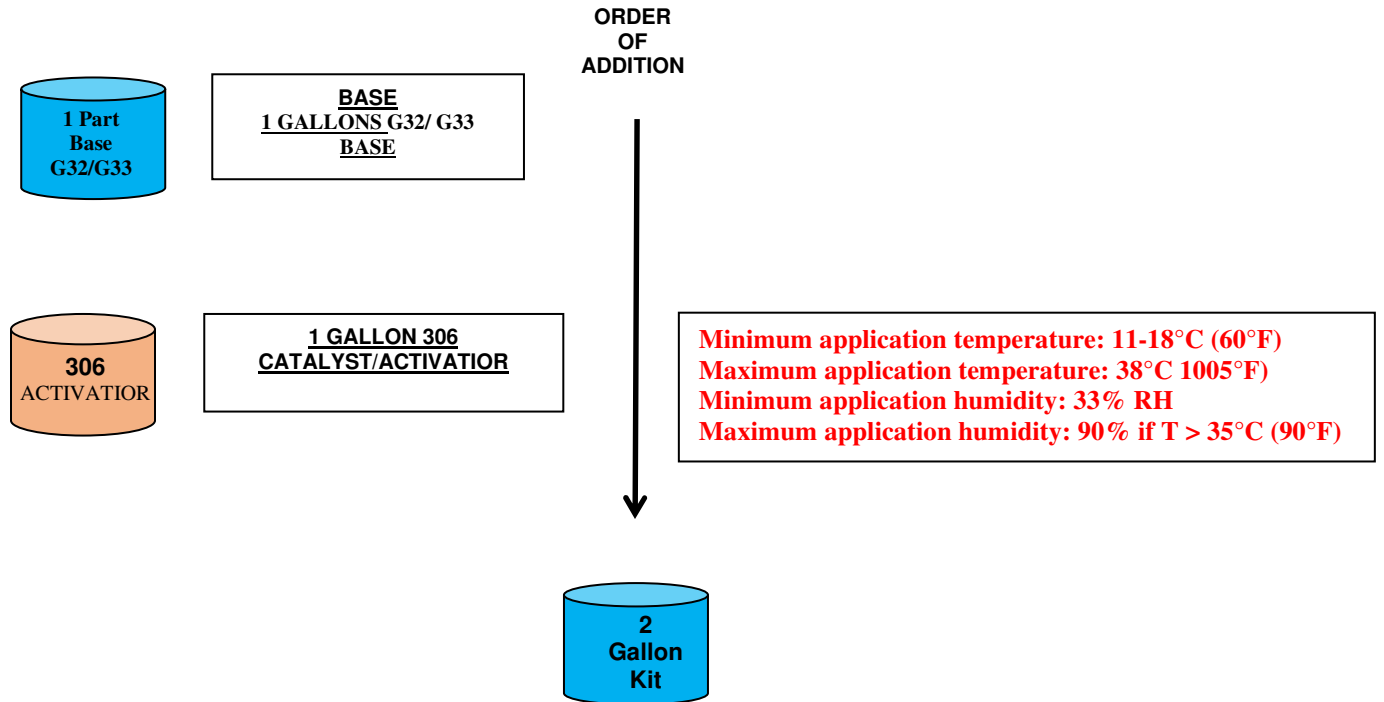 ORDER
OF
ADDITION
1 Part
Base
G32/G33
BASE
1 GALLONS G32/ G33
BASE
306
ACTIVATIOR
1 GALLON 306
CATALYST/ACTIVATIOR
Minimum application temperature: 11-18°C (60°F)
Maximum application temperature: 38°C 1005°F)
Minimum application humidity: 33% RH
Maximum application humidity: 90% if T > 35°C (90°F)
2
Gallon
Kit